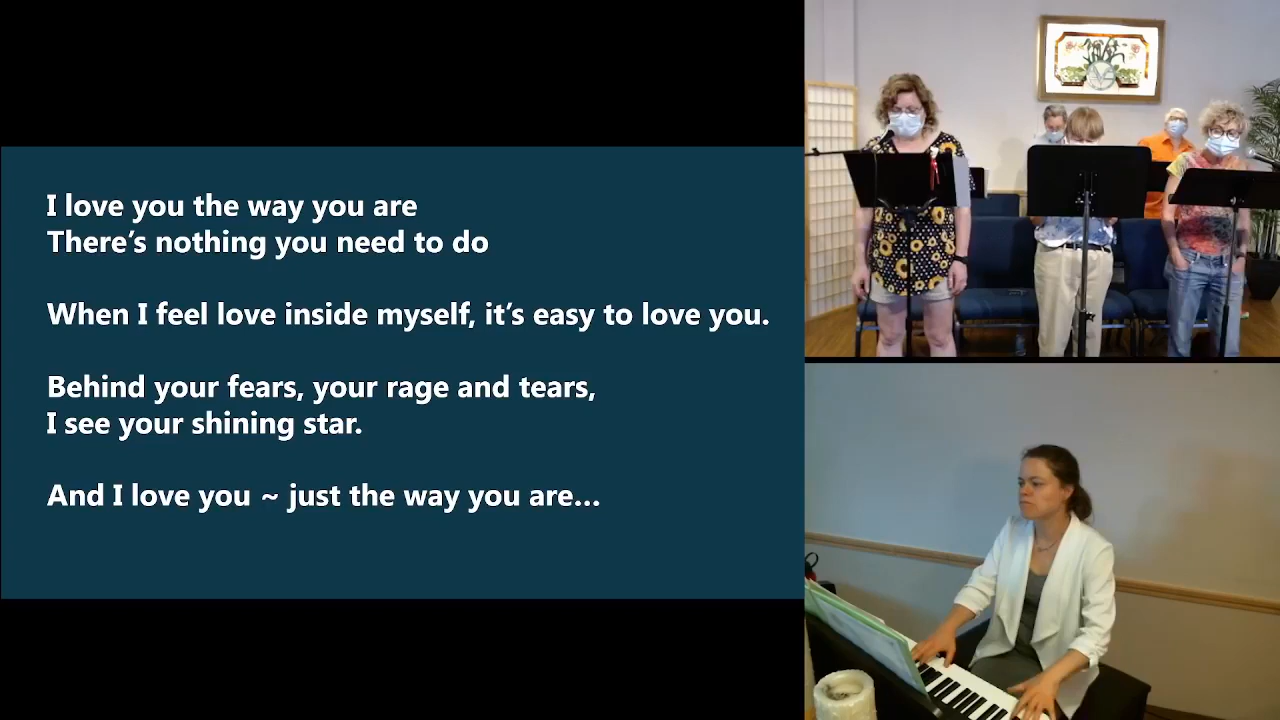 I love you the way you are
There’s nothing you need to do
When I feel love inside myself, it’s easy to love you.
Behind your fears, your rage and tears,
I see your shining star.
And I love you ~ just the way you are...